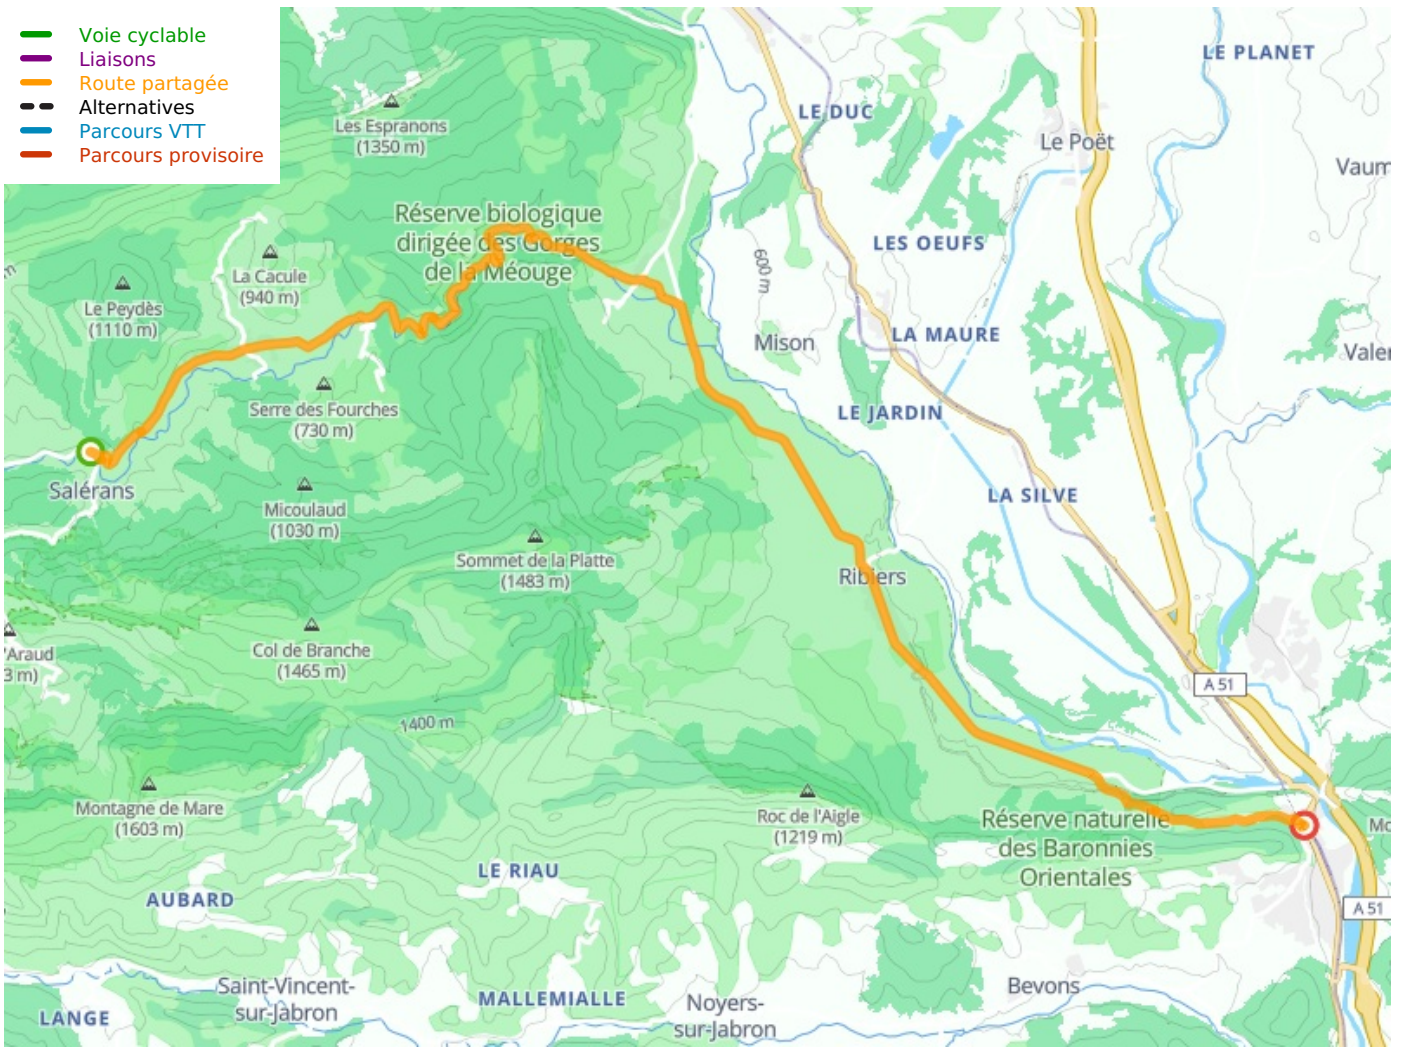 Voie cyclable
Liaisons
Route partagée
Alternatives
Parcours VTT
Parcours provisoire
LE PLANET
LE DUC
Les Espranons
(1350 m)
Le Poët
Vaum
Réserve biologique
dirigée des Gorges
de la Méouge
LES OEUFS
600 m
m
La Cacule
(940 m)
Le Peydès
(1110 m)
LA MAURE
Mison
Valer
Serre des Fourches
(730 m)
LE JARDIN
Salérans
LA SILVE
Micoulaud
(1030 m)
Sommet de la Platte
(1483 m)
Ribiers
'Araud
3 m)
Col de Branche
(1465 m)
A 51
1400 m
Montagne de Mare
(1603 m)
Roc de l'Aigle
(1219 m)
Réserve naturelle
des Baronnies
Orientales
Mo
LE RIAU
AUBARD
A 51
Saint-Vincent-
sur-Jabron
MALLEMIALLE
Noyers-
sur-Jabron
Bevons
LANGE